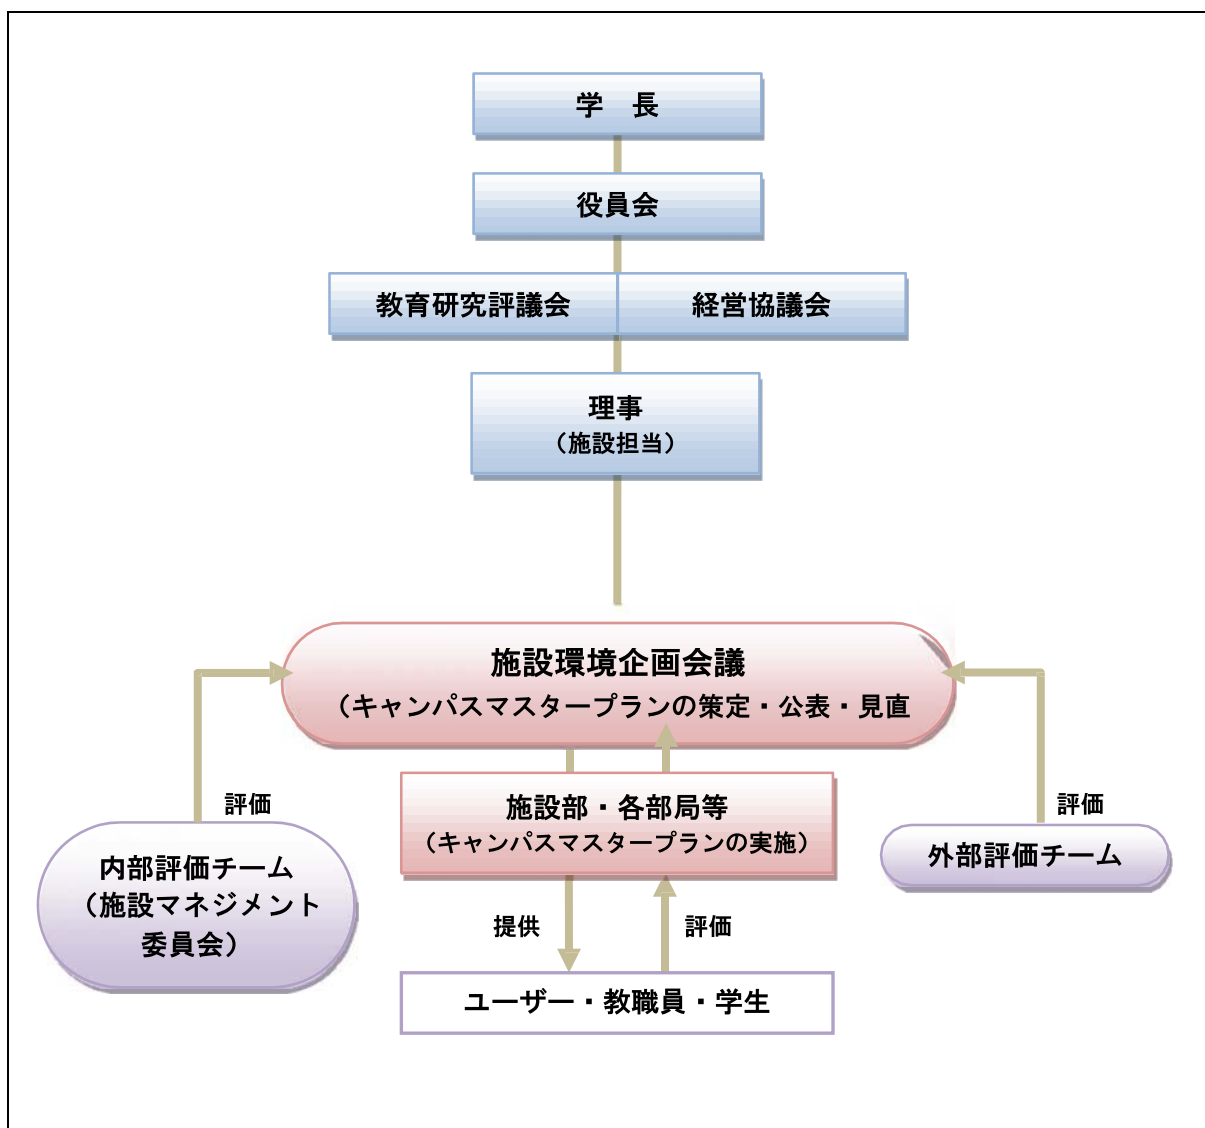 学　長
役員会
教育研究評議会
経営協議会
理事
（施設担当）
施設環境企画会議
（キャンパスマスタープランの策定・公表・見直
評価
施設部・各部局等
（キャンパスマスタープランの実施）
評価
内部評価チーム
（施設マネジメント
委員会）
外部評価チーム
提供
評価
ユーザー・教職員・学生